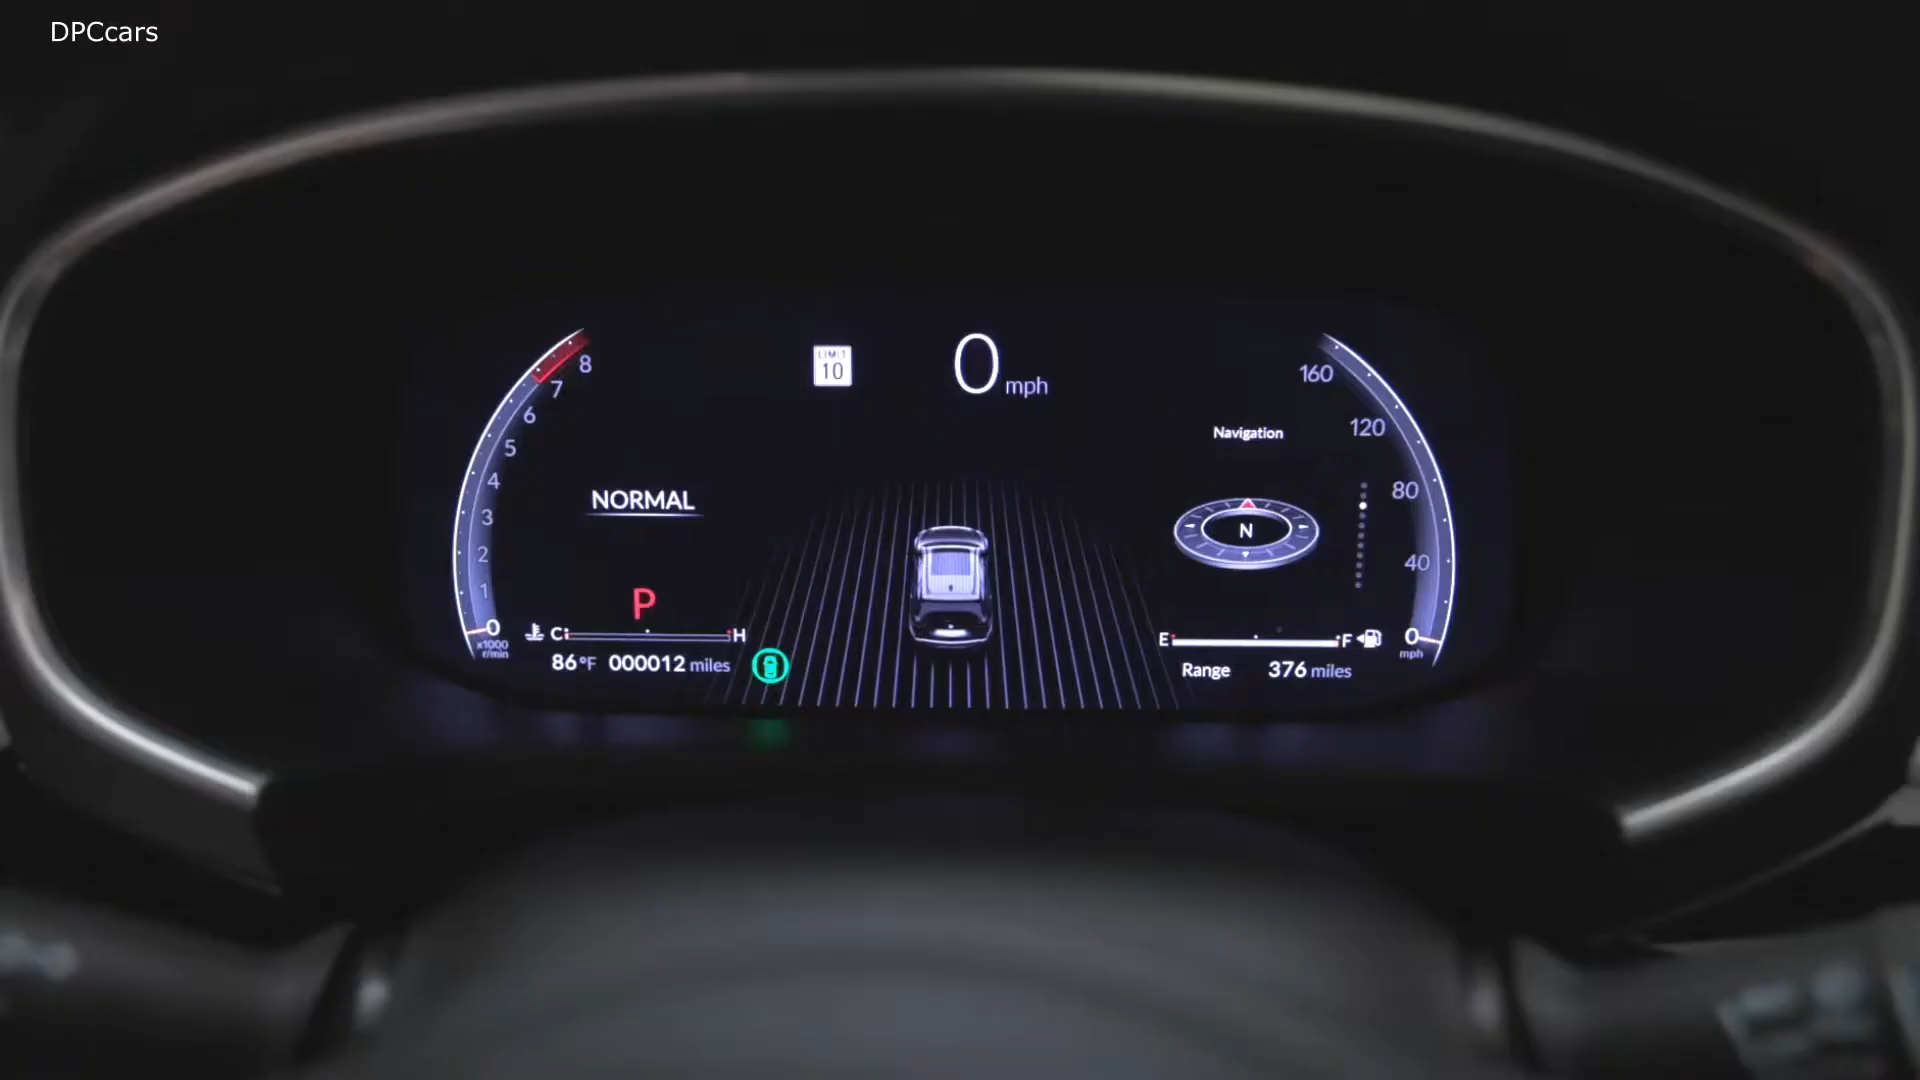 DPCcars
LIMIT
10
0 mph
8
7
6
5
4
3
2
1
0
x1000
r/min
NORMAL
P
C H
86°F 000012 miles
Navigation
N
160
120
80
40
0
mph
E F
Range 376 miles